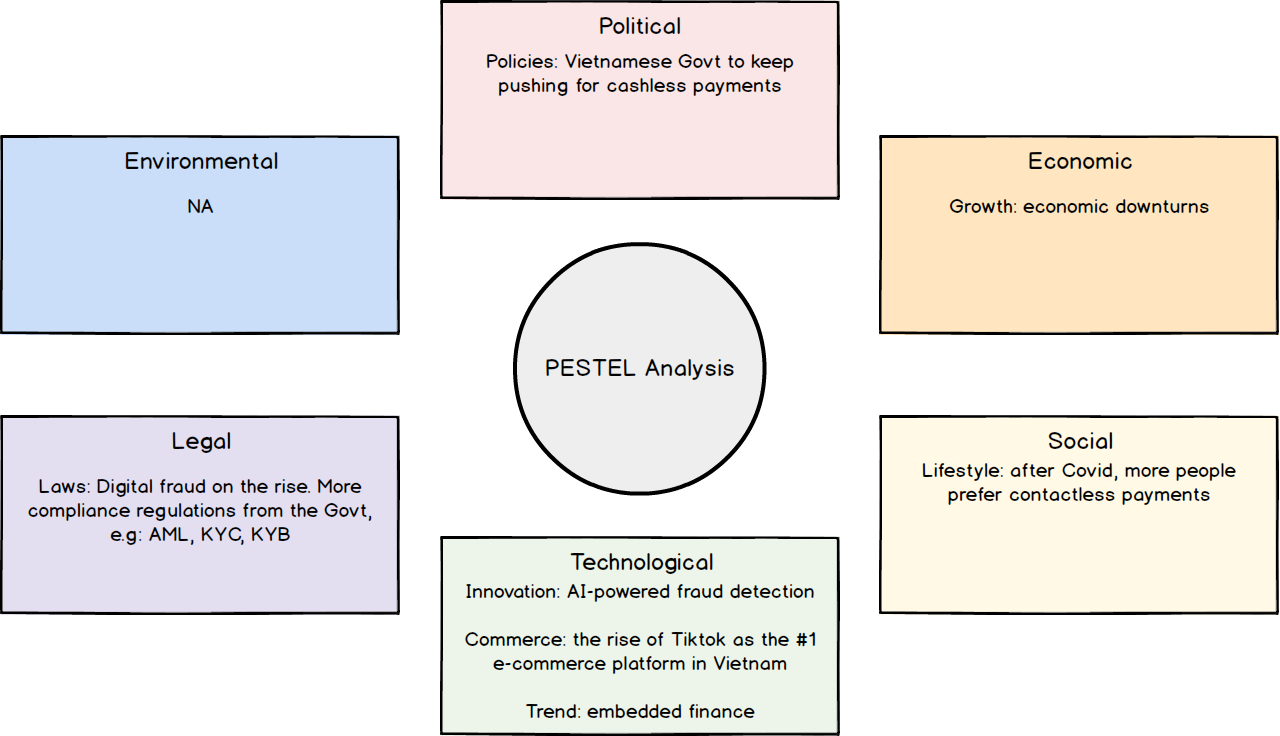 Political
Policies: Vietnamese Govt to keep
pushing for cashless payments
Environmental
NA
Economic
Growth: economic downturns
PESTEL Analysis
Legal
Laws: Digital fraud on the rise. More
compliance regulations from the Govt,
e.g: AML, KYC, KYB
Social
Lifestyle: after Covid, more people
prefer contactless payments
Technological
Innovation: AI-powered fraud detection
Commerce: the rise of Tiktok as the #1
e-commerce platform in Vietnam
Trend: embedded finance